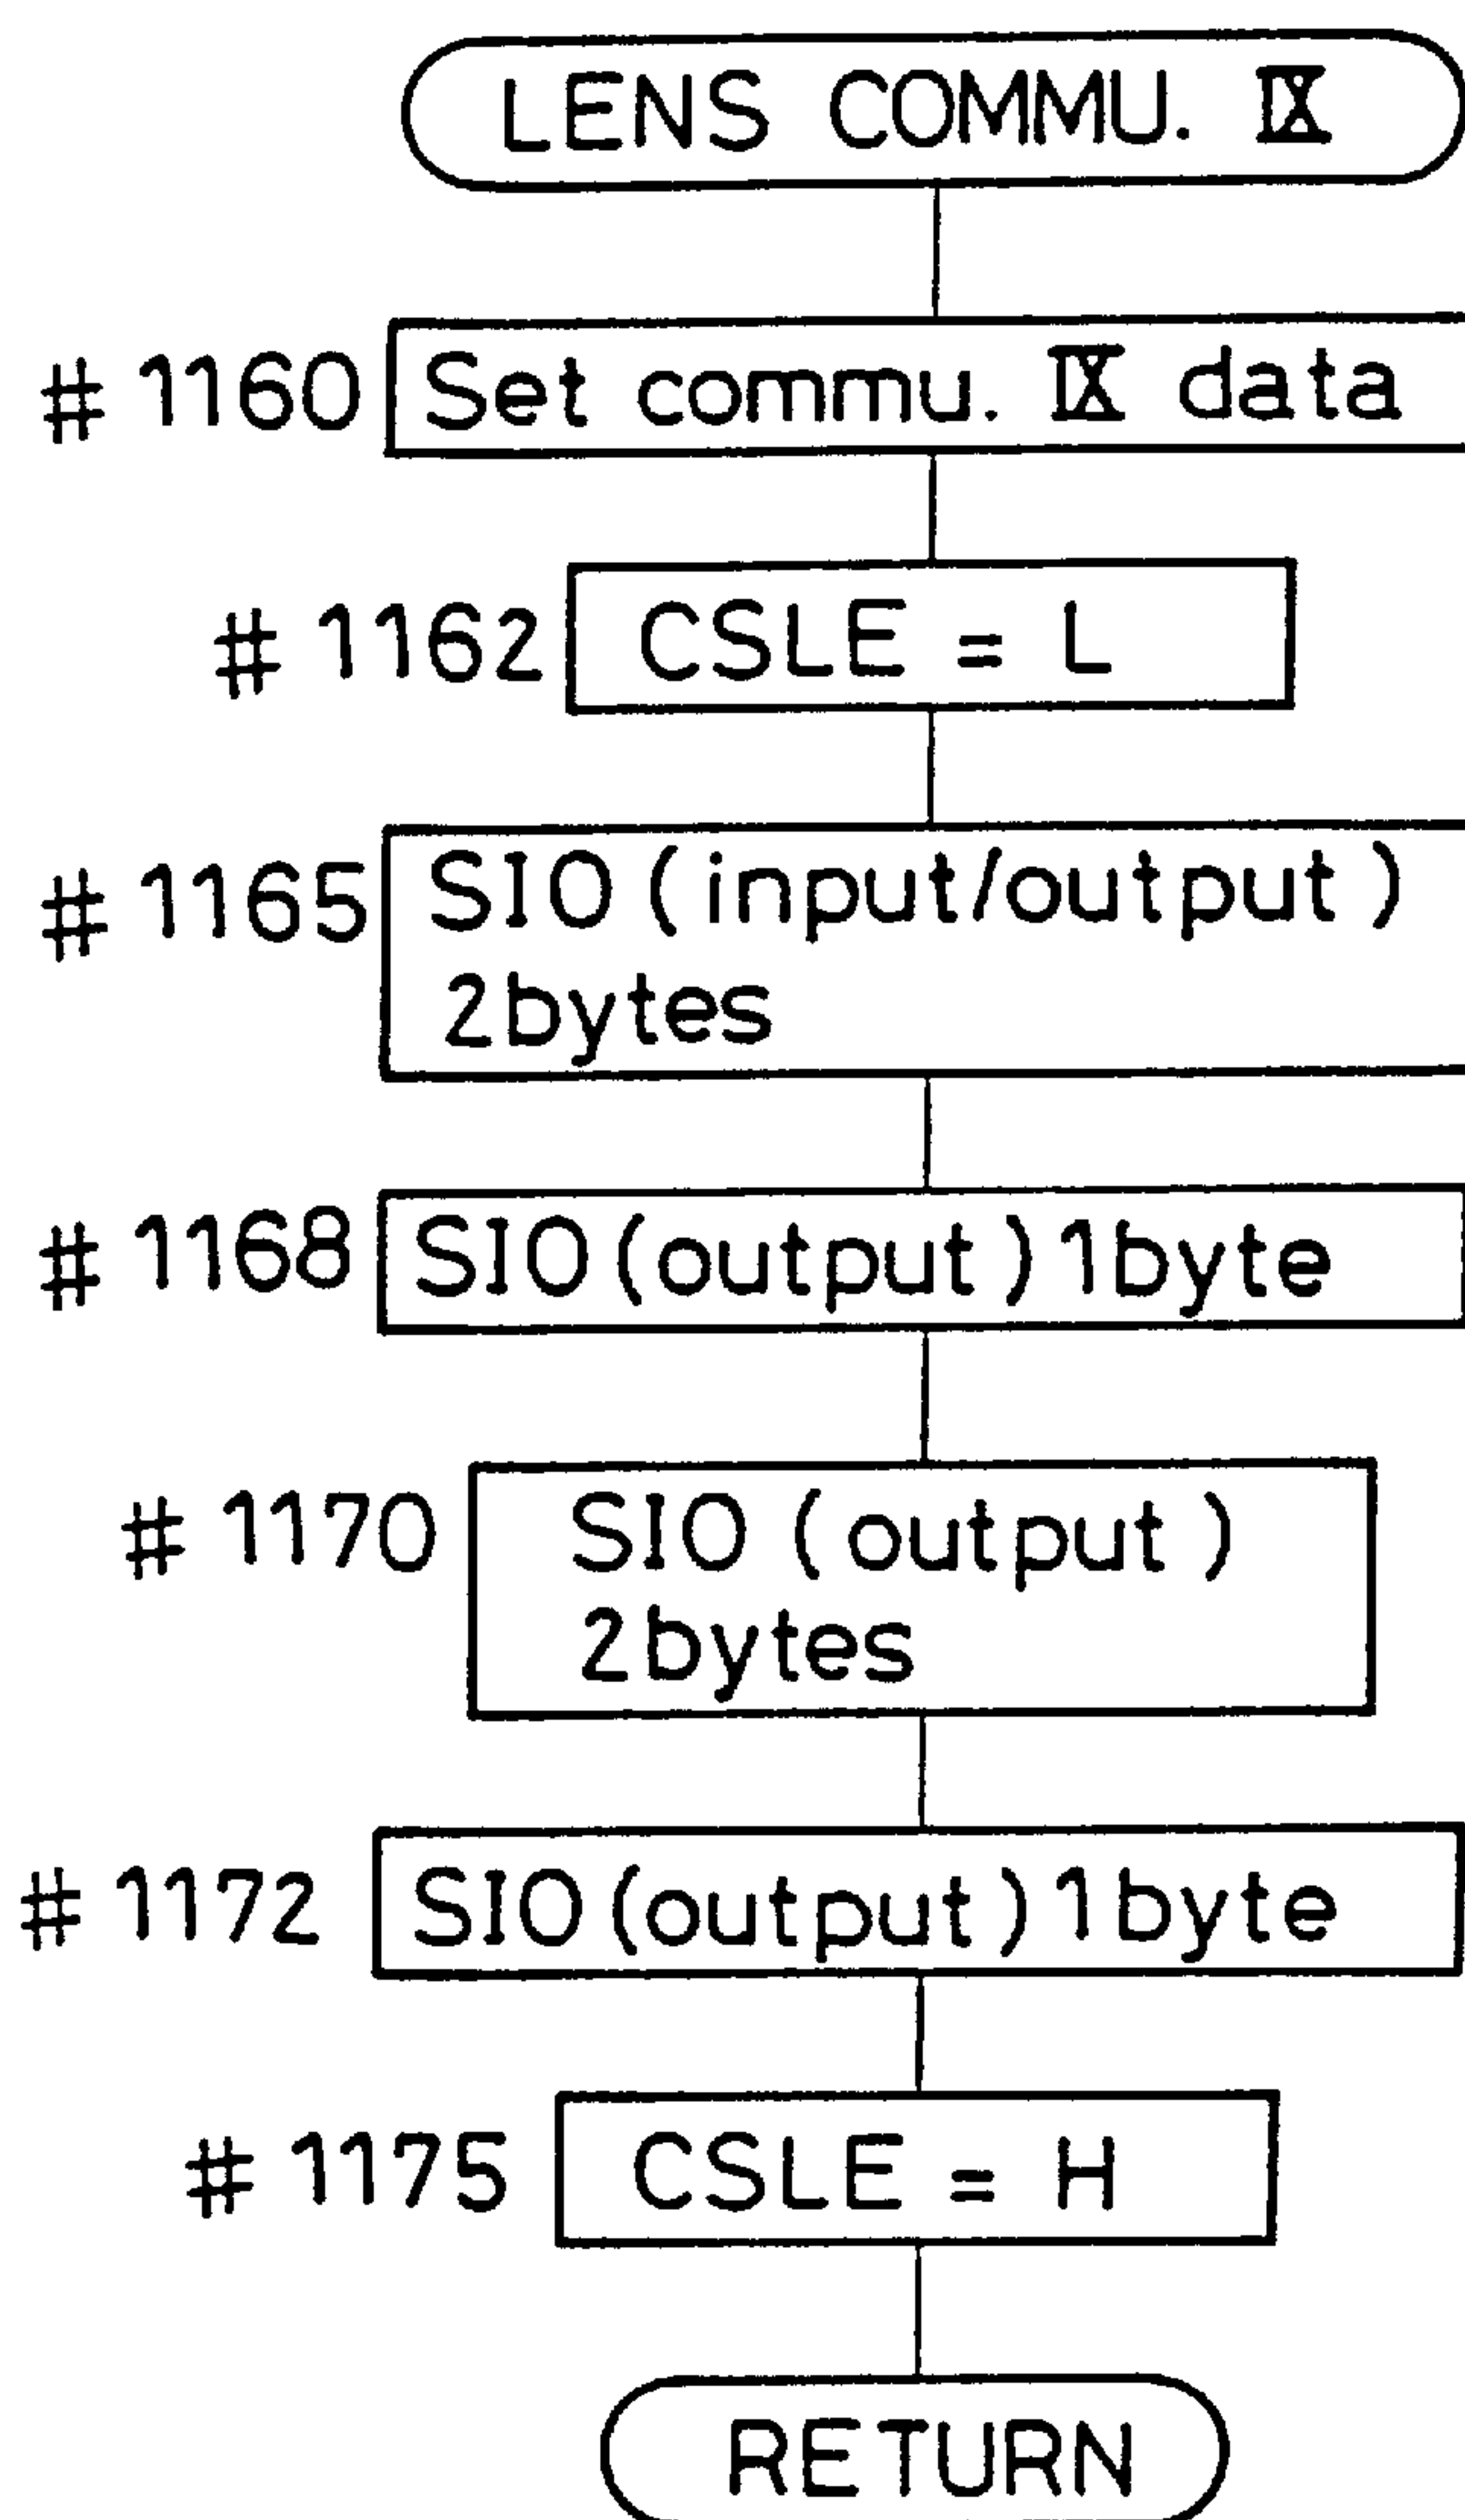 LENS COMMU. IX
#1160 Set commu. IX data
#1162 CSLE = L
#1165 SIO(input/output)
2bytes
#1168 SIO(output) 1byte
#1170 SIO (output)
2bytes
#1172 SIO(output) 1byte
#1175 CSLE = H
RETURN